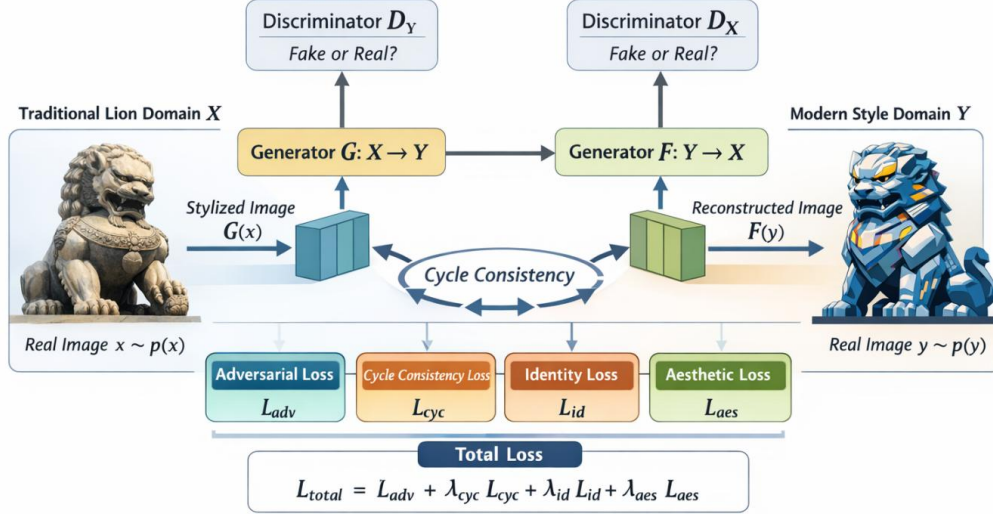 Discriminator D_Y
Fake or Real?
Discriminator D_X
Fake or Real?
Traditional Lion Domain X
Modern Style Domain Y
Generator G: X → Y
Generator F: Y → X
Stylized Image
G(x)
Reconstructed Image
F(y)
Cycle Consistency
Real Image x ~ p(x)
Real Image y ~ p(y)
Adversarial Loss
L_adv
Cycle Consistency Loss
L_cyc
Identity Loss
L_id
Aesthetic Loss
L_aes
Total Loss
L_total = L_adv + λ_cyc L_cyc + λ_id L_id + λ_aes L_aes